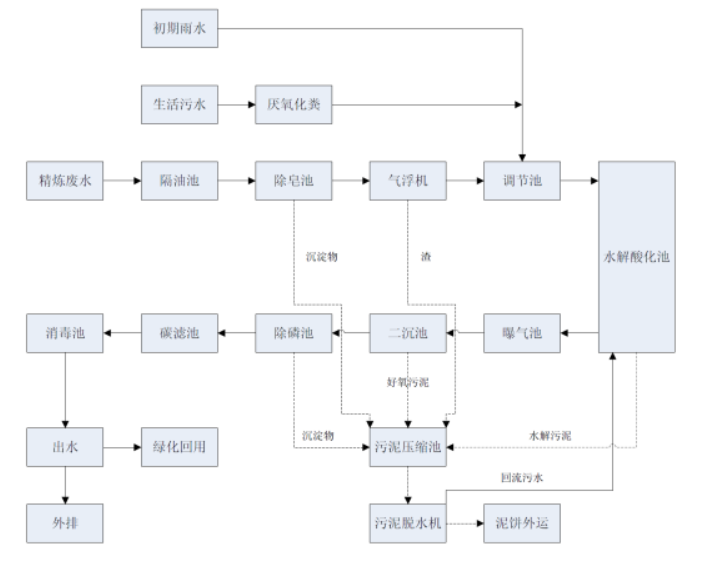 初期雨水
生活污水
厌氧化粪
精炼废水
隔油池
除皂池
气浮机
调节池
水解酸化池
沉淀物
渣
消毒池
碳滤池
除磷池
二沉池
曝气池
好氧污泥
出水
绿化回用
沉淀物
污泥压缩池
水解污泥
回流污水
外排
污泥脱水机
泥饼外运